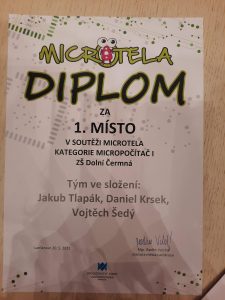 MICROTELA
DIPLOM
ZA
1. MÍSTO
V SOUTĚŽI MICROTELA
KATEGORIE MICROPOČÍTAČ I
ZŠ Dolní Čermná
Tým ve složení:
Jakub Tlapák, Daniel Krsek,
Vojtěch Šedý